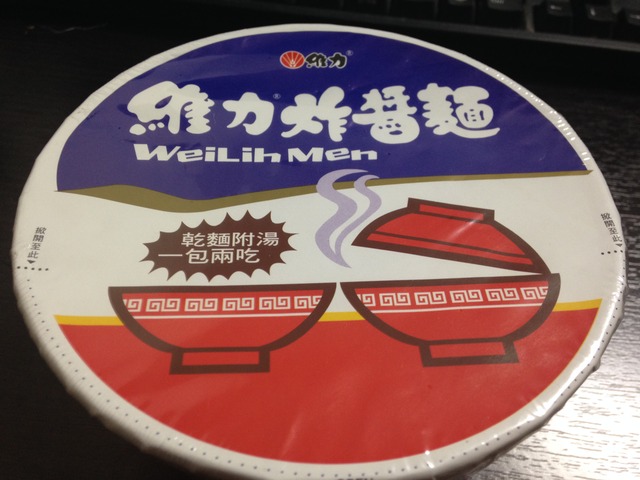 維力®
維力®炸醬麵
WeiLih Men
乾麵附湯
一包兩吃
掀開至此
掀開至此